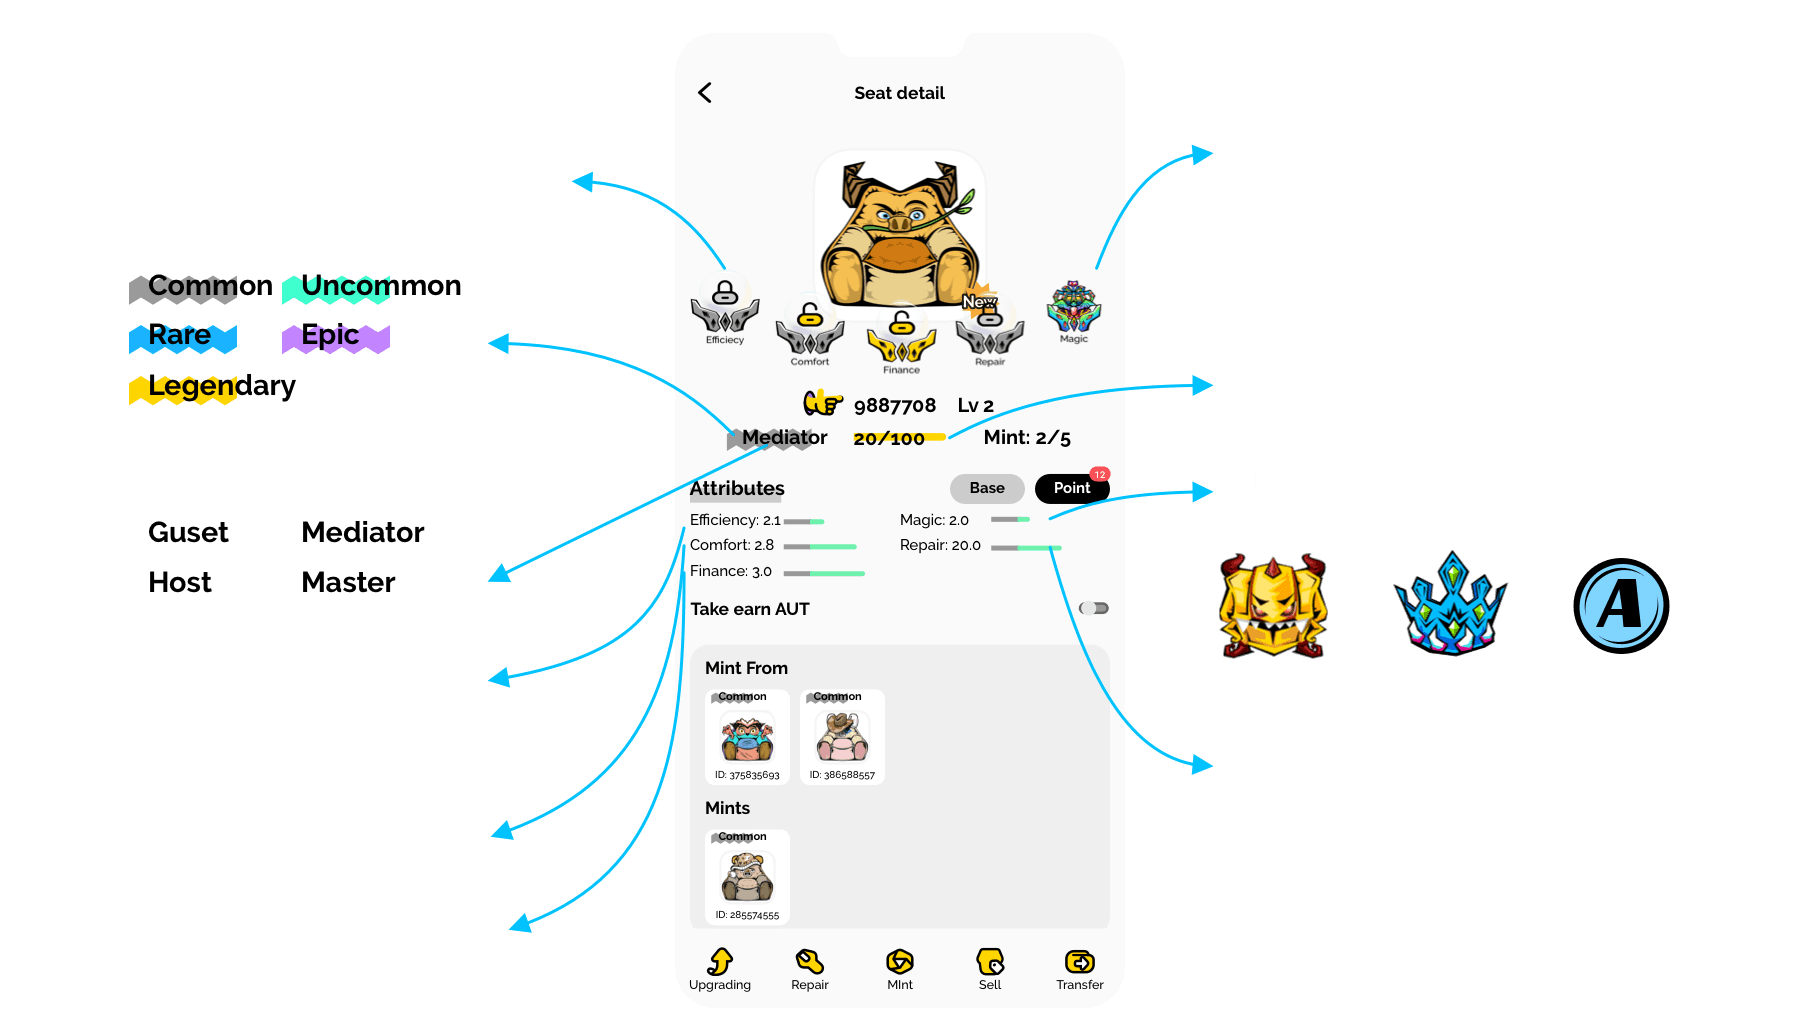 Seat detail
Common Uncommon
Rare Epic
Legendary
Guset Mediator
Host Master
New
Efficiecy
Comfort
Finance
Repair
Magic
9887708 Lv 2
Mediator 20/100 Mint: 2/5
Attributes Base Point 12
Efficiency: 2.1 Magic: 2.0
Comfort: 2.8 Repair: 20.0
Finance: 3.0
Take earn AUT
Mint From
Common Common
ID: 375835693 ID: 386588557
Mints
Common
ID: 285574555
Upgrading Repair MInt Sell Transfer
A